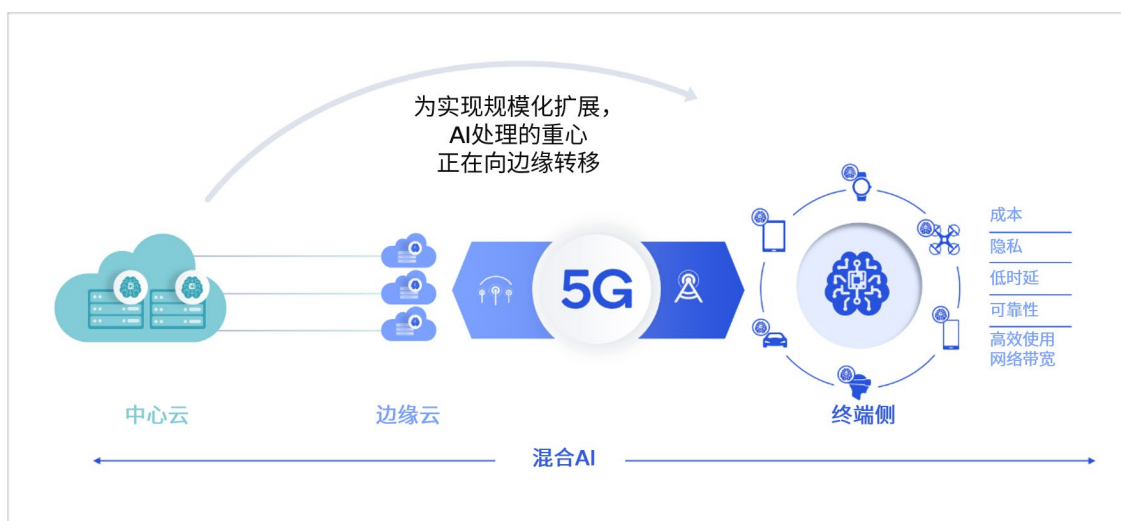 为实现规模化扩展，
AI处理的重心
正在向边缘转移
5G
成本
隐私
低时延
可靠性
高效使用
网络带宽
中心云
边缘云
终端侧
混合AI